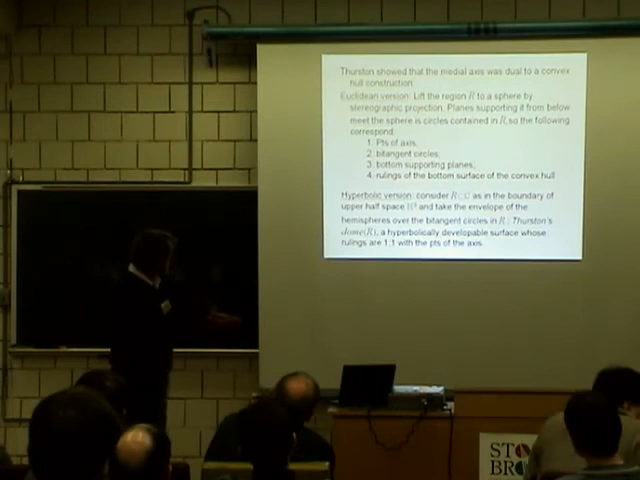 Thurston showed that the medial axis was dual to a convex
hull construction:
Euclidean version: Lift the region R to a sphere by
stereographic projection. Planes supporting it from below
meet the sphere is circles contained in R, so the following
correspond:
1. Pts of axis,
2. bitangent circles,
3. bottom supporting planes,
4. rulings of the bottom surface of the convex hull
Hyperbolic version: consider R ⊂ ℂ as in the boundary of
upper half space ℍ³ and take the envelope of the
hemispheres over the bitangent circles in R: Thurston's
dome(R), a hyperbolically developable surface whose
rulings are 1:1 with the pts of the axis.
STO
BRO